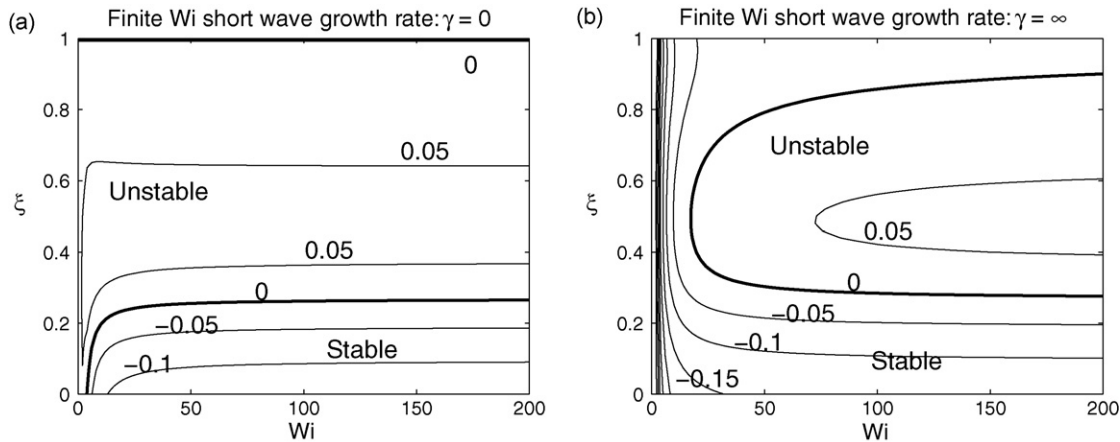 (a) Finite Wi short wave growth rate: γ = 0
1
0
0.8
0.05
0.6
Unstable
ξ
0.4
0.05
0
0.2
−0.05
Stable
−0.1
0
0 50 100 150 200
Wi
(b) Finite Wi short wave growth rate: γ = ∞
1
0.8
Unstable
0.6
ξ
0.05
0.4
0
−0.05
0.2
−0.1
Stable
−0.15
0
0 50 100 150 200
Wi